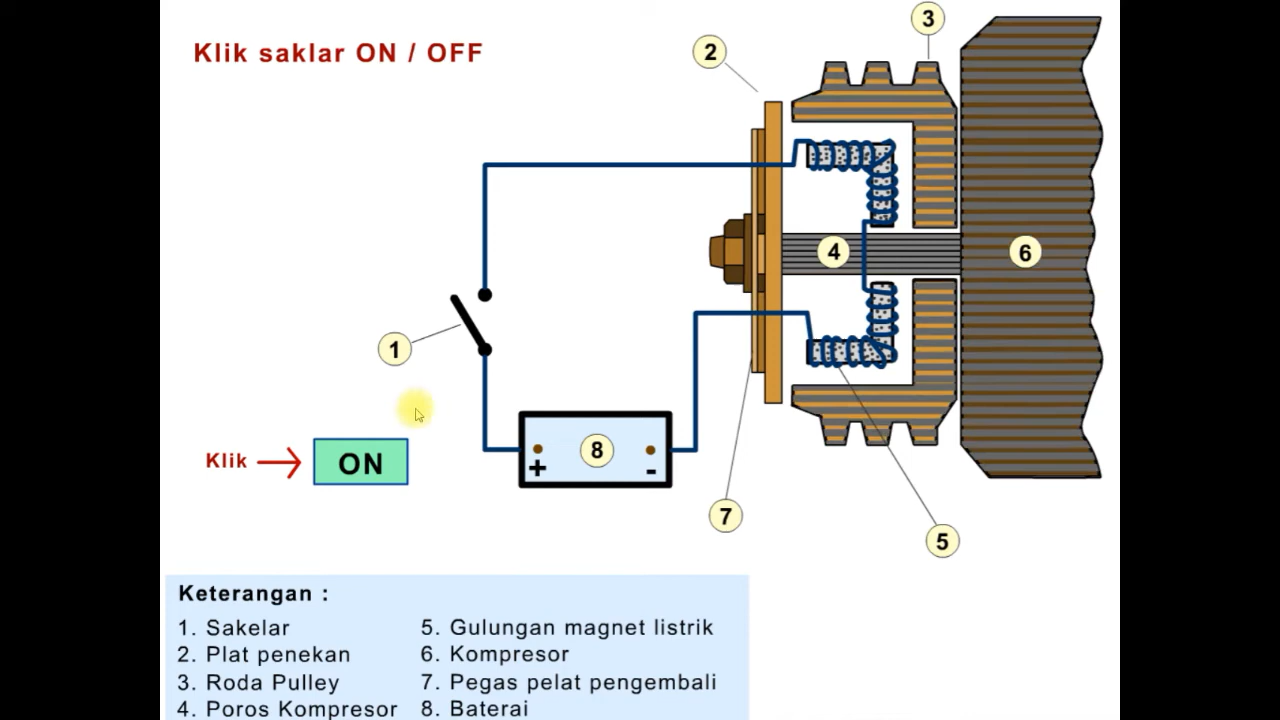 Klik saklar ON / OFF
3
2
4
6
1
8
+
-
Klik
ON
7
5
Keterangan :
1. Sakelar
2. Plat penekan
3. Roda Pulley
4. Poros Kompresor
5. Gulungan magnet listrik
6. Kompresor
7. Pegas pelat pengembali
8. Baterai